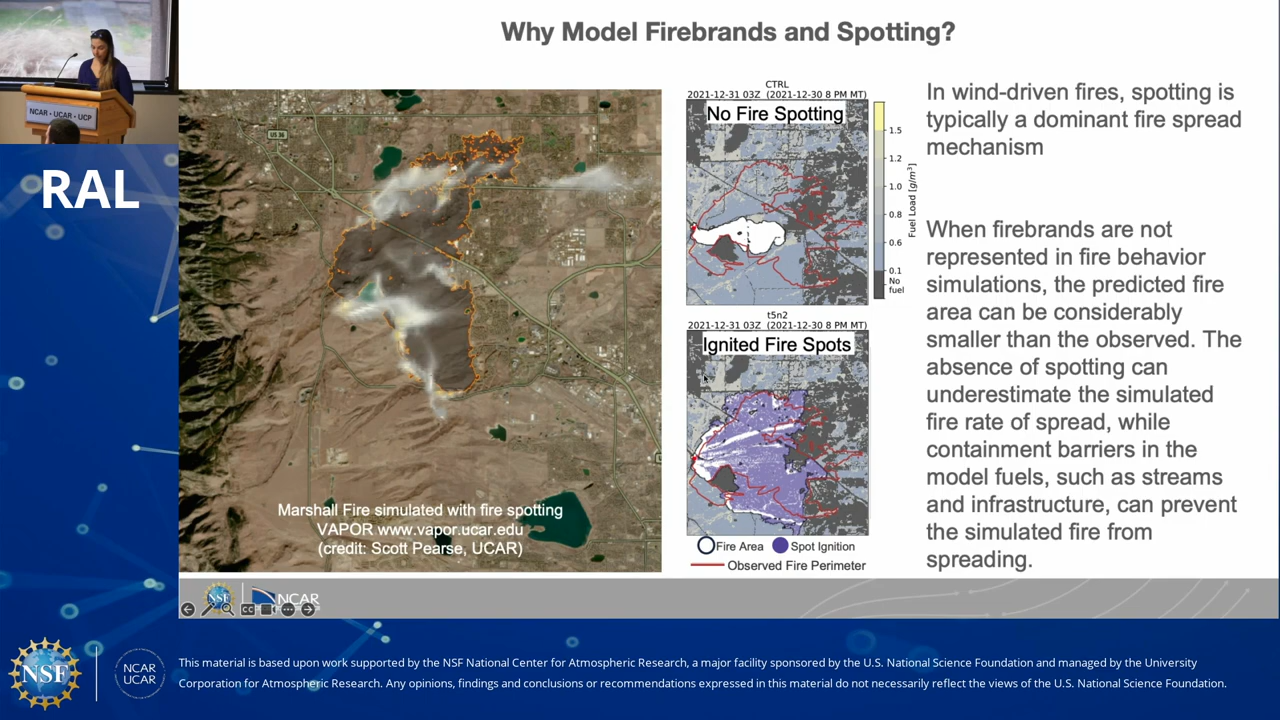 Why Model Firebrands and Spotting?
NCAR - UCAR - UCP
RAL
US 36
Marshall Fire simulated with fire spotting
VAPOR www.vapor.ucar.edu
(credit: Scott Pearse, UCAR)
CTRL
2021-12-31 03Z (2021-12-30 8 PM MT)
No Fire Spotting
1.5
1.2
1.0
0.8
0.6
0.1
No
fuel
Fuel Load [g/m³]
t5n2
2021-12-31 03Z (2021-12-30 8 PM MT)
Ignited Fire Spots
Fire Area
Spot Ignition
Observed Fire Perimeter
In wind-driven fires, spotting is
typically a dominant fire spread
mechanism
When firebrands are not
represented in fire behavior
simulations, the predicted fire
area can be considerably
smaller than the observed. The
absence of spotting can
underestimate the simulated
fire rate of spread, while
containment barriers in the
model fuels, such as streams
and infrastructure, can prevent
the simulated fire from
spreading.
NSF
NCAR
CC
NSF
NCAR
UCAR
This material is based upon work supported by the NSF National Center for Atmospheric Research, a major facility sponsored by the U.S. National Science Foundation and managed by the University
Corporation for Atmospheric Research. Any opinions, findings and conclusions or recommendations expressed in this material do not necessarily reflect the views of the U.S. National Science Foundation.